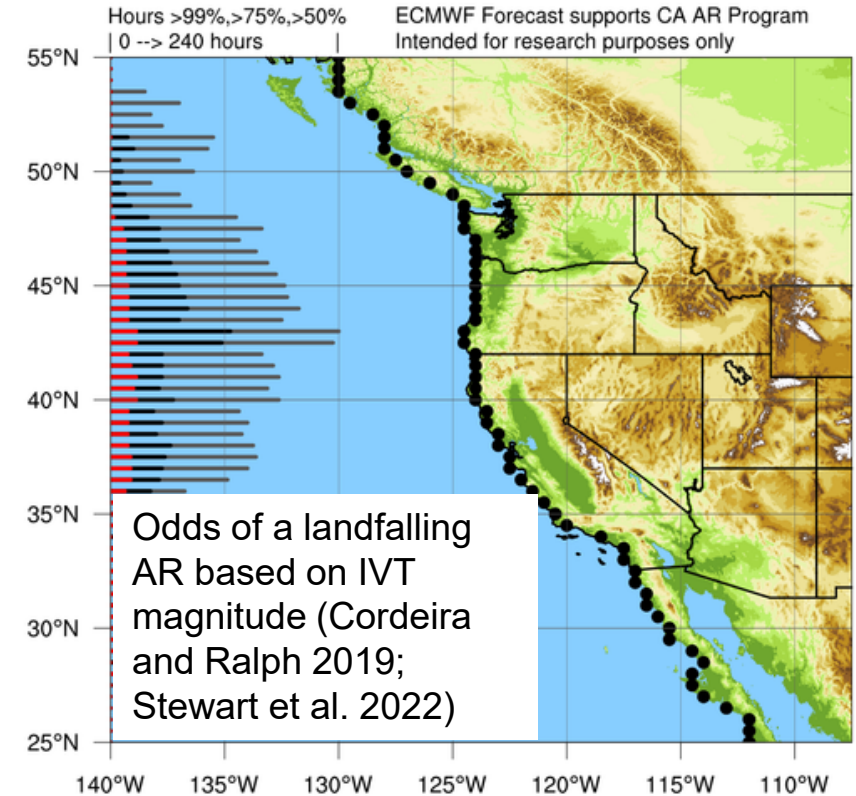 Hours >99%,>75%,>50%
| 0 --> 240 hours |
ECMWF Forecast supports CA AR Program
Intended for research purposes only
55°N
50°N
45°N
40°N
35°N
30°N
25°N
Odds of a landfalling
AR based on IVT
magnitude (Cordeira
and Ralph 2019;
Stewart et al. 2022)
140°W 135°W 130°W 125°W 120°W 115°W 110°W